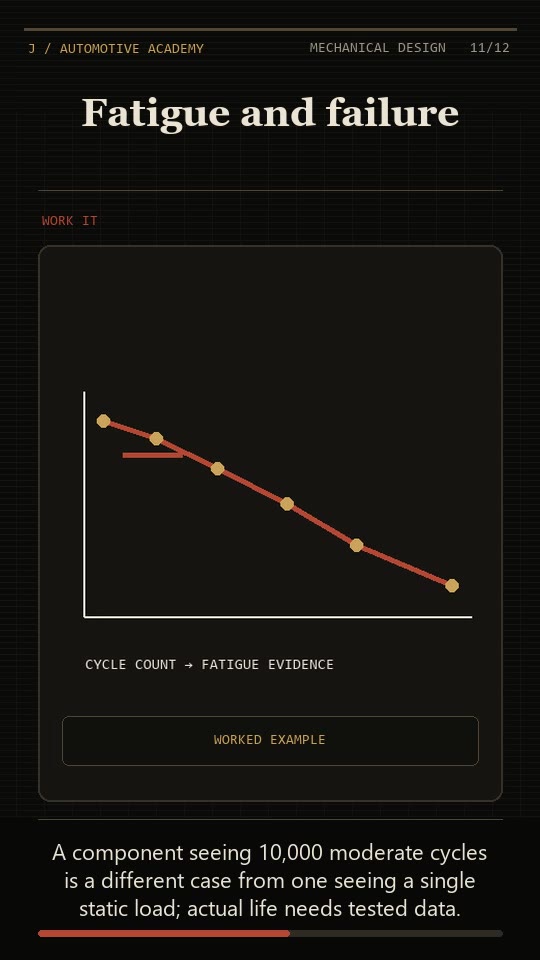 J / AUTOMOTIVE ACADEMY
MECHANICAL DESIGN 11/12
Fatigue and failure
WORK IT
CYCLE COUNT → FATIGUE EVIDENCE
WORKED EXAMPLE
A component seeing 10,000 moderate cycles
is a different case from one seeing a single
static load; actual life needs tested data.